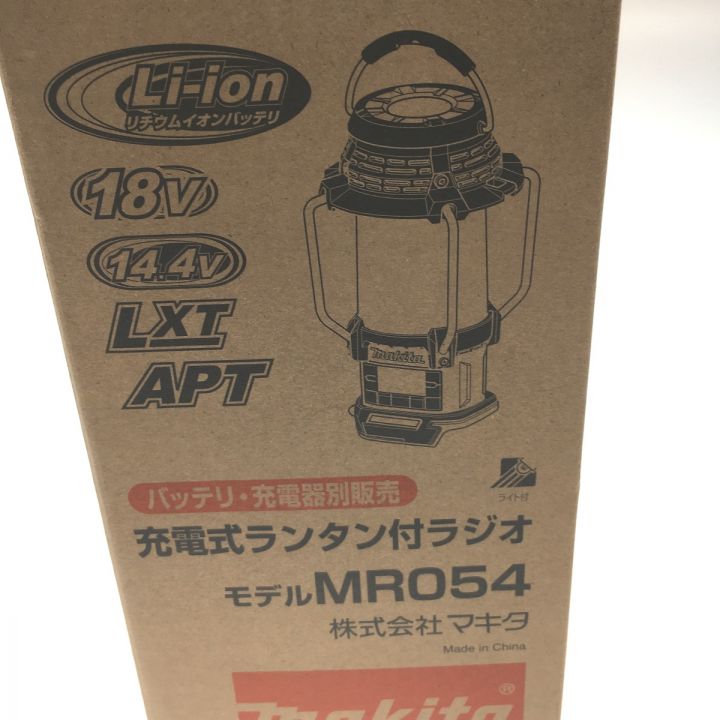 Li-ion
リチウムイオンバッテリ
18V
14.4V
LXT
APT
makita
ライト付
バッテリ・充電器別販売
充電式ランタン付ラジオ
モデルMR054
株式会社マキタ
Made in China
makita®